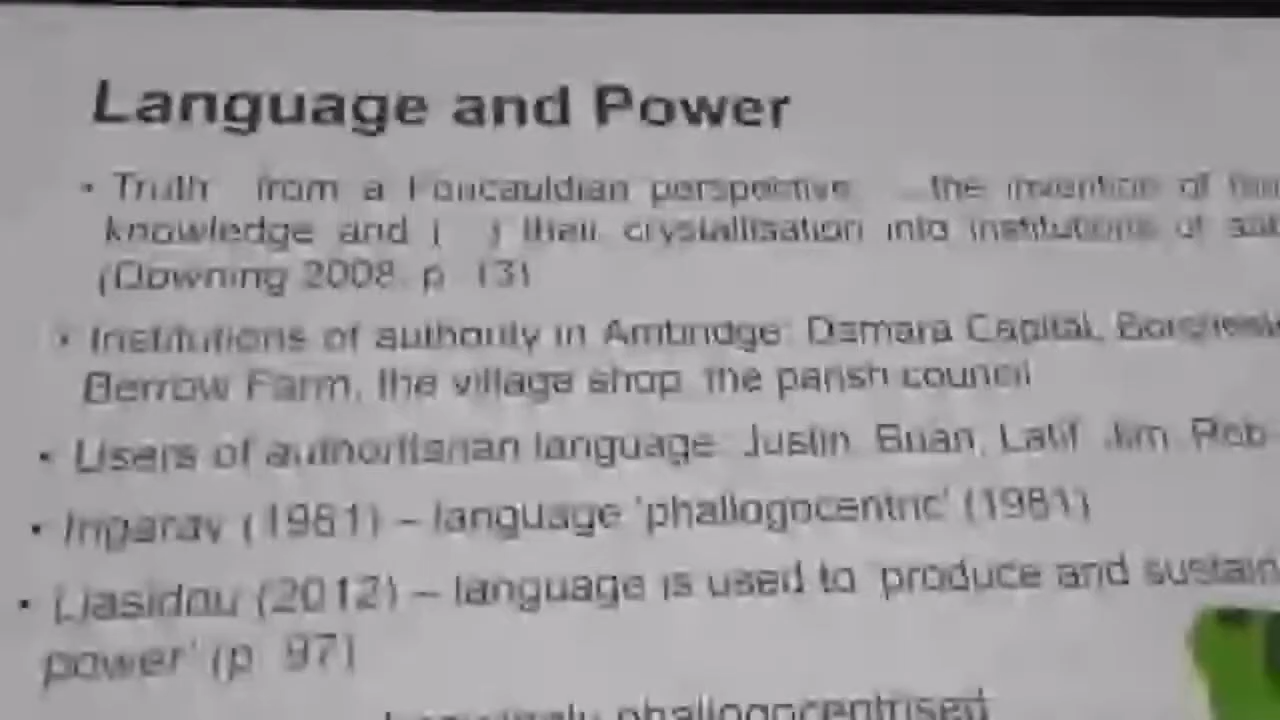 Language and Power
• Truth from a Foucauldian perspective ...the invention of
knowledge and ( ) their crystallisation into institutions of
(Downing 2008, p. 13)
• Institutions of authority in Ambridge: Damara Capital,
Berrow Farm, the village shop, the parish council
• Users of authoritarian language: Justin, Brian, Latif, Jim, Rob
• Irigaray (1981) – language 'phallogocentric' (1981)
• Liasidou (2012) – language is used to 'produce and sustain
power' (p. 97)
phallogocentrised